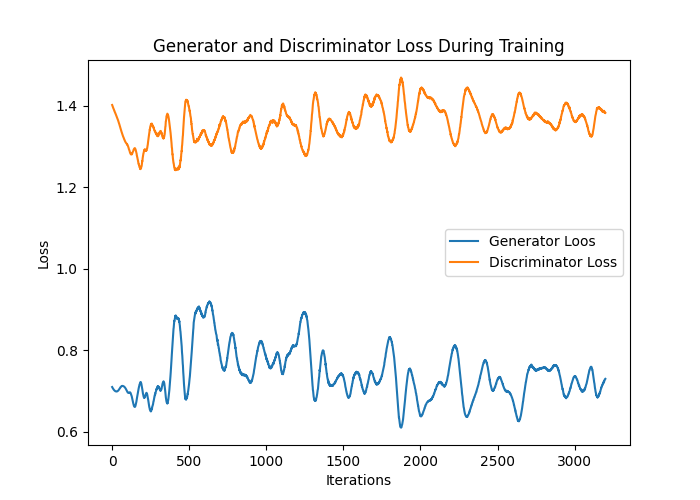 Generator and Discriminator Loss During Training
Loss
1.4
1.2
1.0
0.8
0.6
Generator Loos
Discriminator Loss
0
500
1000
1500
2000
2500
3000
Iterations